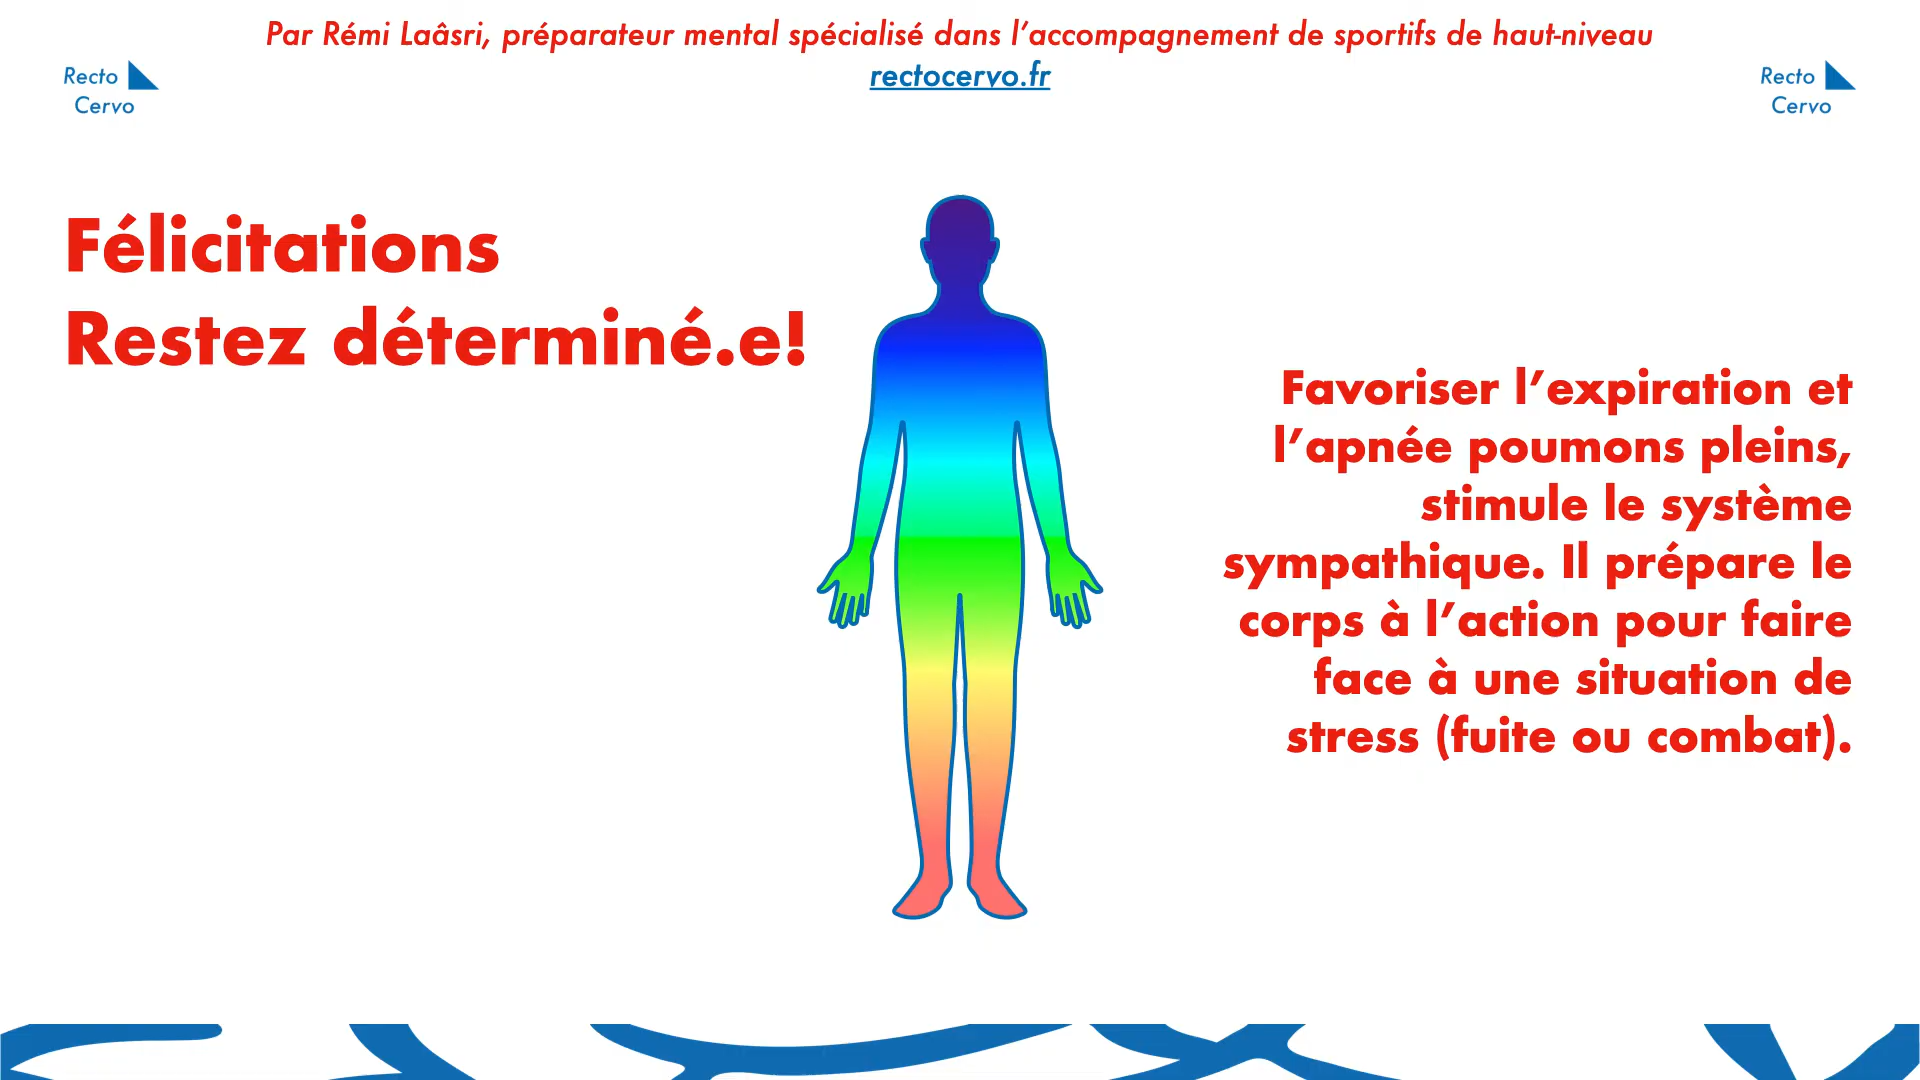 Par Rémi Laâsri, préparateur mental spécialisé dans l’accompagnement de sportifs de haut-niveau
rectocervo.fr
Recto
Cervo
Recto
Cervo
Félicitations
Restez déterminé.e!
Favoriser l’expiration et
l’apnée poumons pleins,
stimule le système
sympathique. Il prépare le
corps à l’action pour faire
face à une situation de
stress (fuite ou combat).